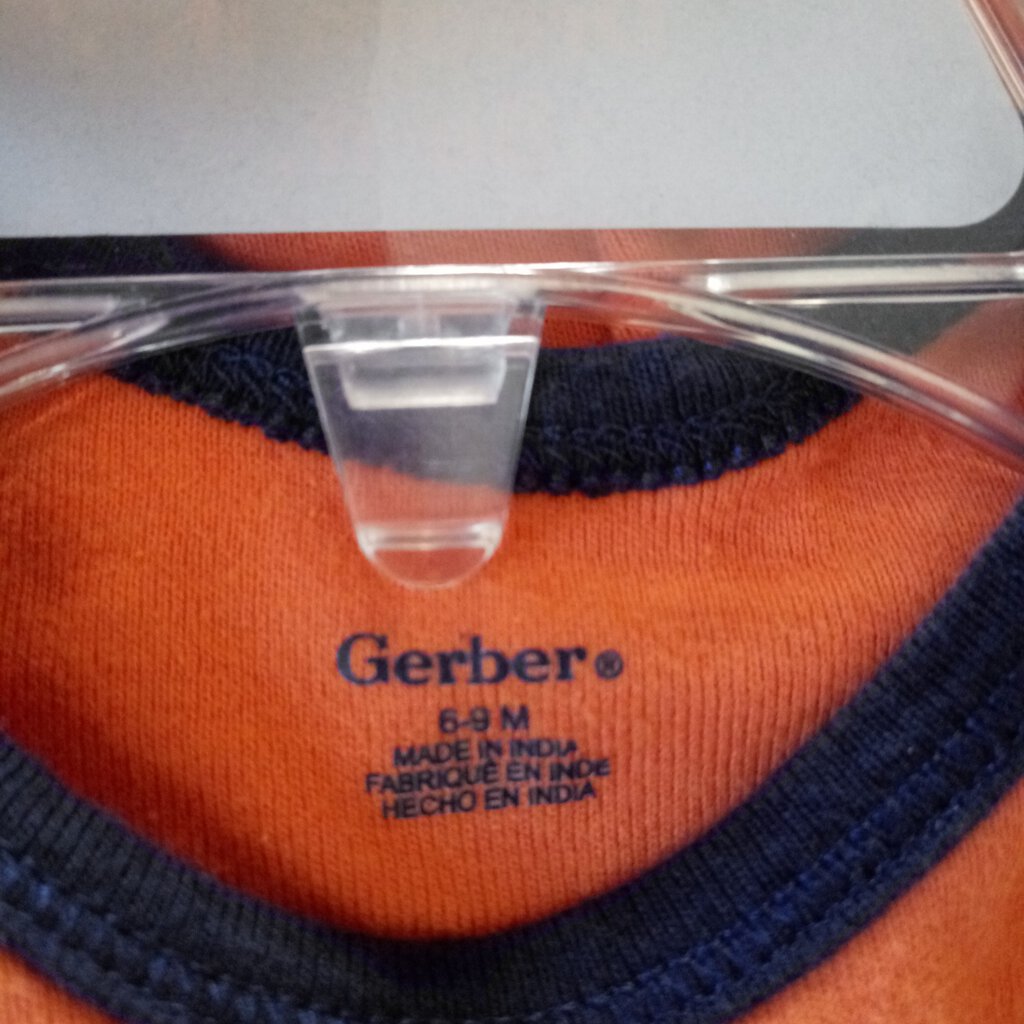 Gerber®
6-9 M
MADE IN INDIA
FABRIQUÉ EN INDE
HECHO EN INDIA